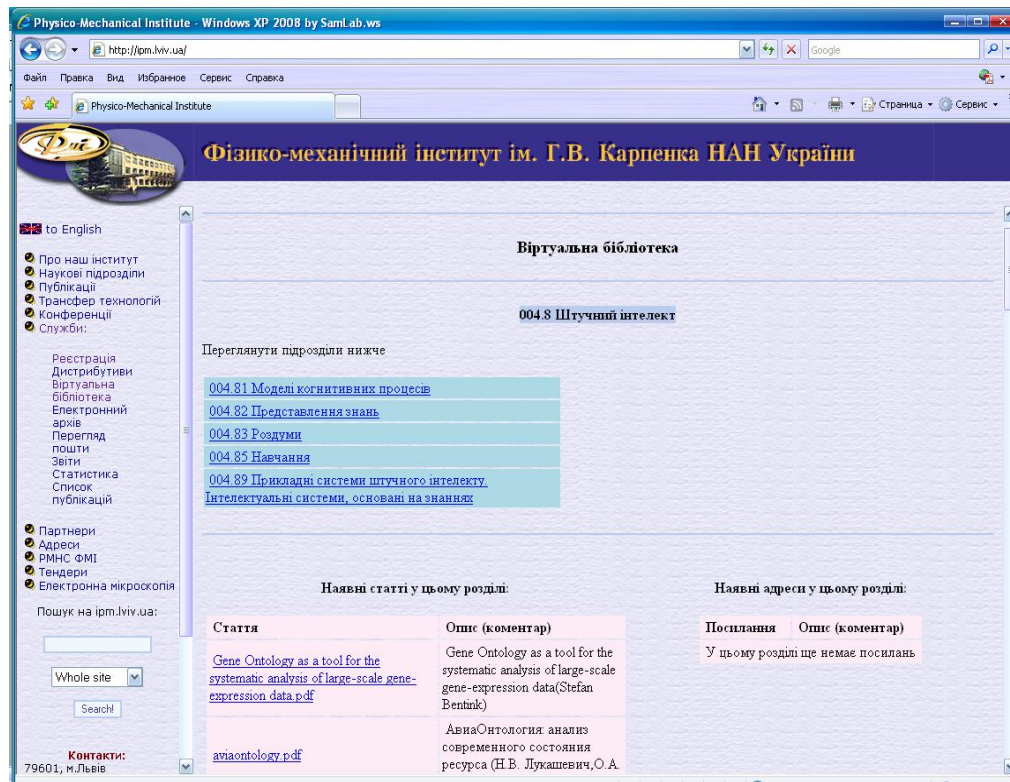 Physico-Mechanical Institute - Windows XP 2008 by SamLab.ws
http://ipm.lviv.ua/
Google
Файл Правка Вид Избранное Сервис Справка
Physico-Mechanical Institute
Страница
Сервис
Фізико-механічний інститут ім. Г.В. Карпенка НАН України
to English
Про наш інститут
Наукові підрозділи
Публікації
Трансфер технологій
Конференції
Служби:
Реєстрація
Дистрибутиви
Віртуальна
бібліотека
Електронний
архів
Перегляд
пошти
Звіти
Статистика
Список
публікацій
Партнери
Адреси
РМНС ФМІ
Тендери
Електронна мікроскопія
Пошук на ipm.lviv.ua:
Whole site
Search!
Контакти:
79601, м.Львів
Віртуальна бібліотека
004.8 Штучний інтелект
Переглянути підрозділи нижче
004.81 Моделі когнитивних процесів
004.82 Представлення знань
004.83 Роздуми
004.85 Навчання
004.89 Прикладні системи штучного інтелекту.
Інтелектуальні системи, основані на знаннях
Наявні статті у цьому розділі:
Стаття Опис (коментар)
Gene Ontology as a tool for the
systematic analysis of large-scale gene-
expression data.pdf
Gene Ontology as a tool for the
systematic analysis of large-scale
gene-expression data(Stefan
Bentink)
aviaontology.pdf
АвиаОнтология: анализ
современного состояния
ресурса (Н.В. Лукашевич,О.А.
Наявні адреси у цьому розділі:
Посилання Опис (коментар)
У цьому розділі ще немає посилань